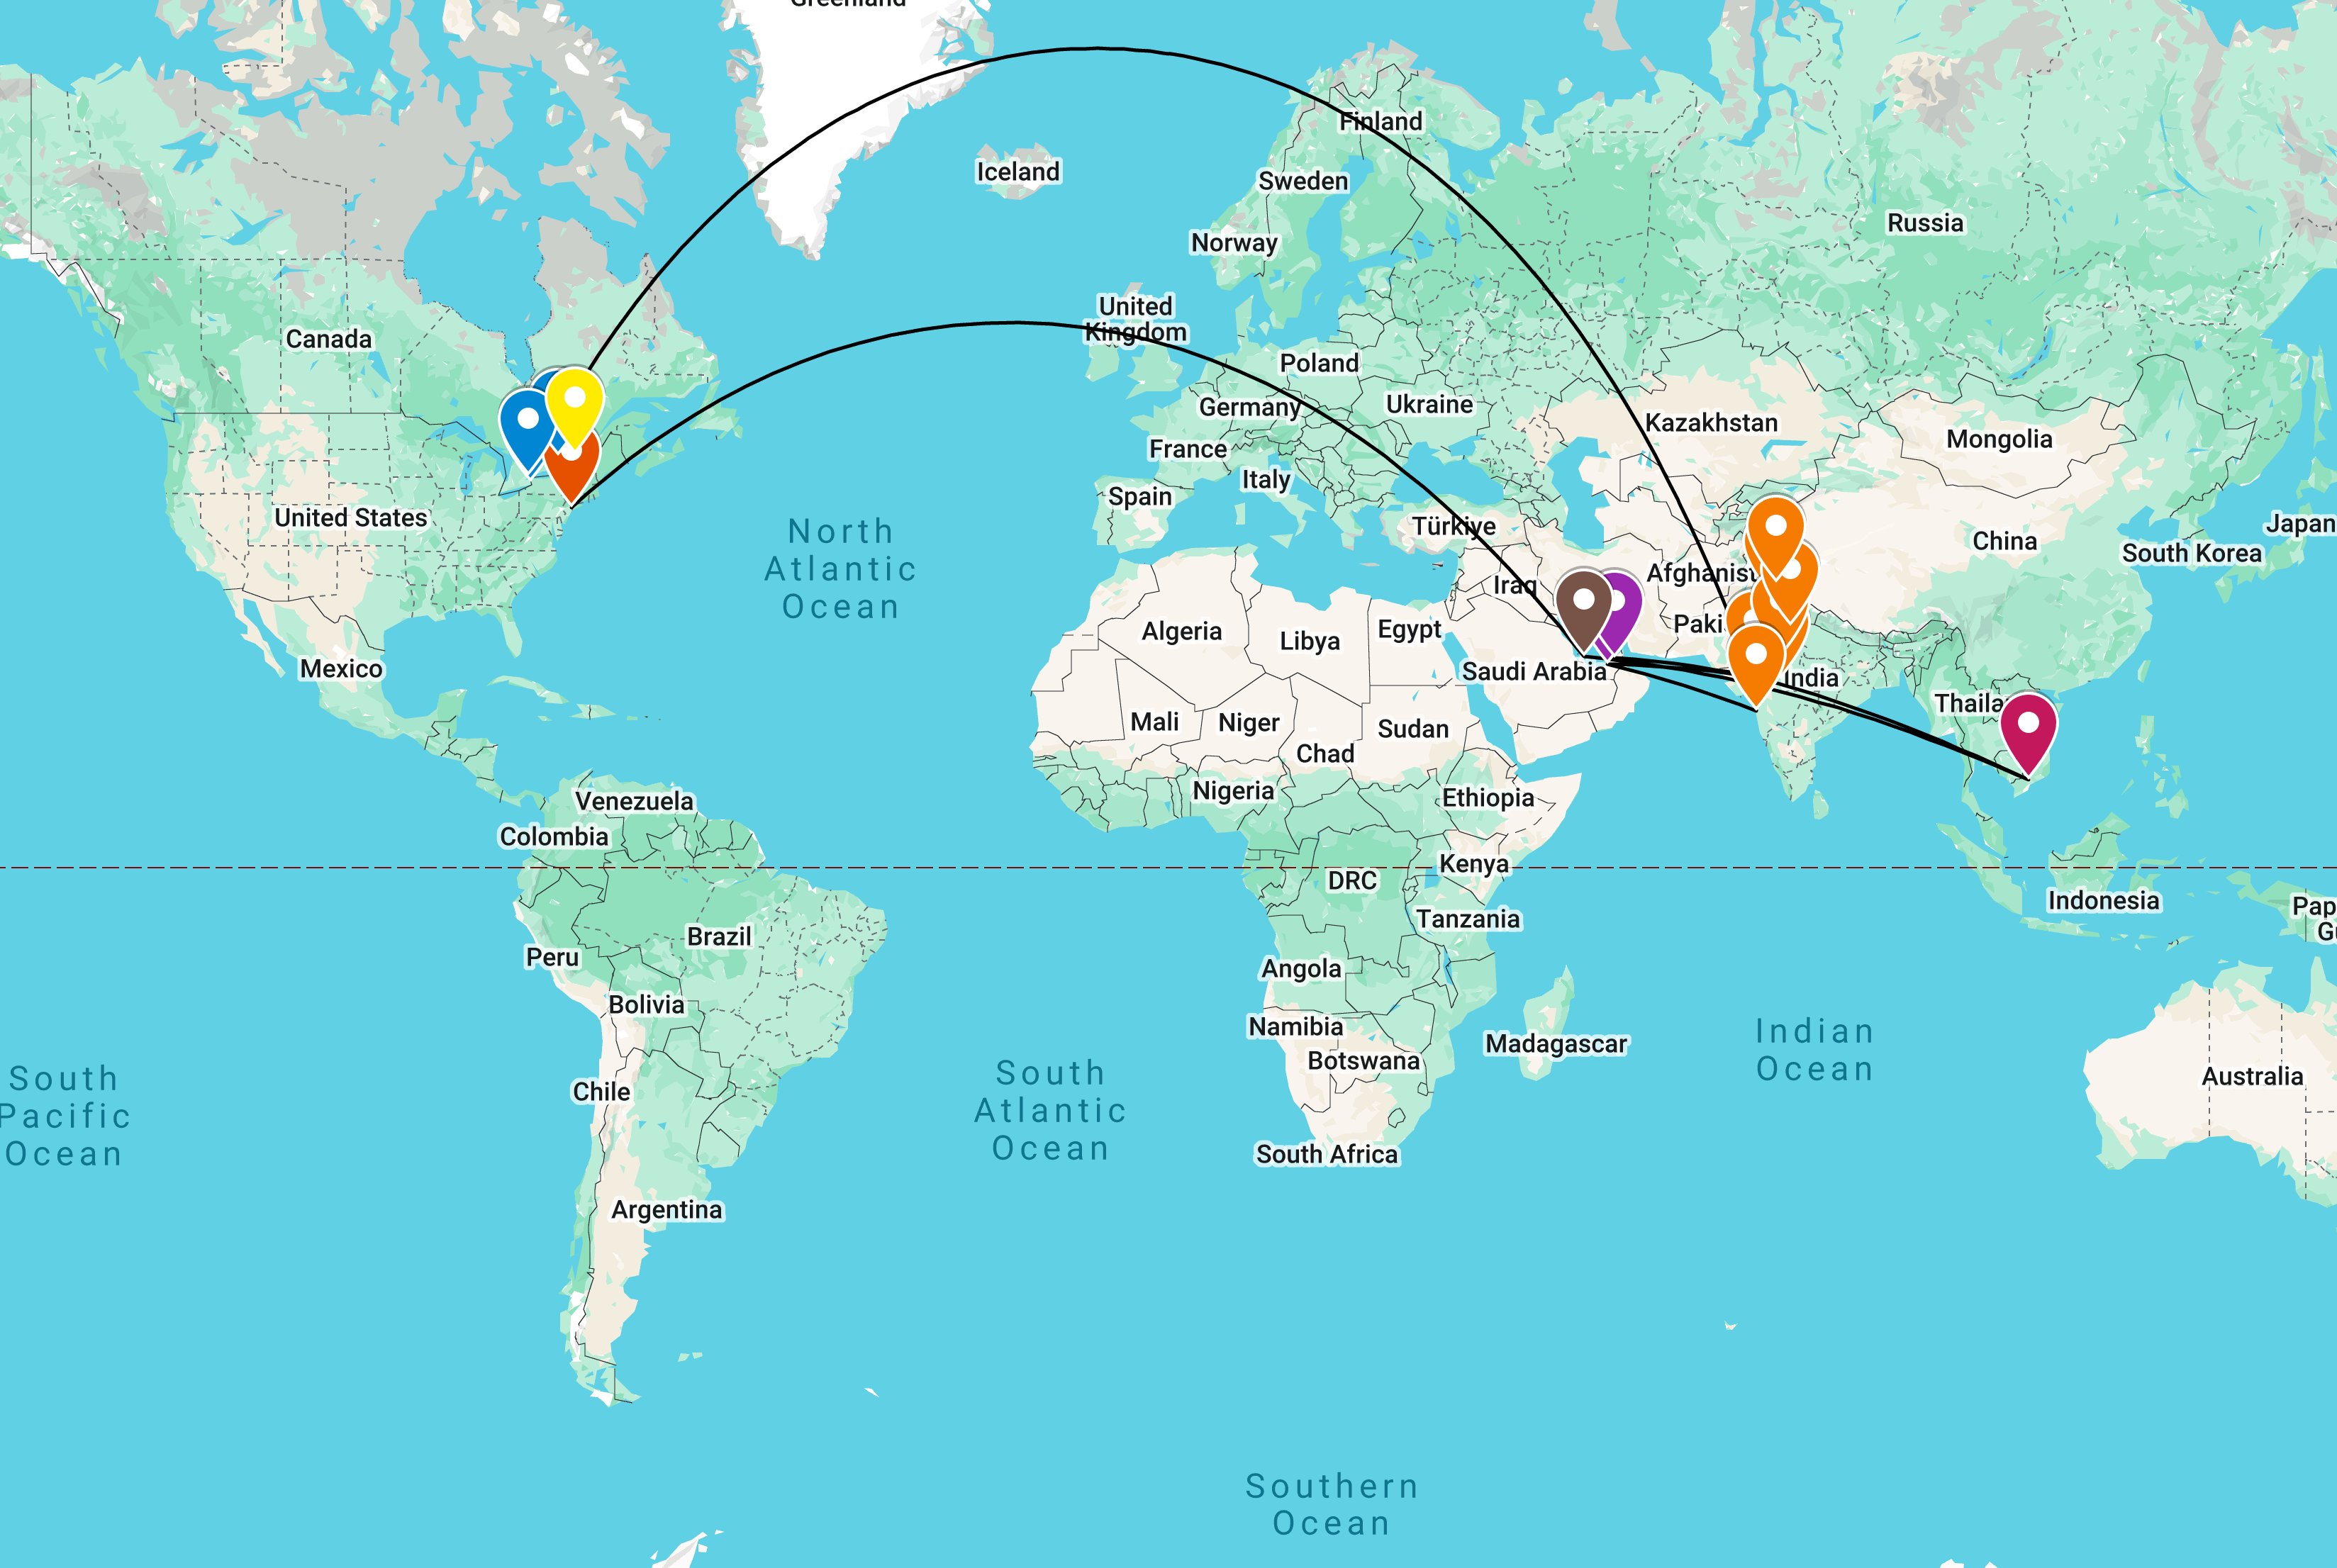 Greenland
Finland
Iceland
Sweden
Russia
Norway
United
Kingdom
Canada
Poland
Germany
Ukraine
Kazakhstan
Mongolia
France
Italy
Spain
United States
Türkiye
Japan
China
South Korea
North
Atlantic
Ocean
Iraq
Afghanist
Paki
Algeria
Libya
Egypt
Mexico
Saudi Arabia
India
Thaila
Mali
Niger
Sudan
Chad
Nigeria
Ethiopia
Venezuela
Colombia
Kenya
DRC
Indonesia
Pap
G
Tanzania
Brazil
Peru
Angola
Bolivia
Namibia
Botswana
Madagascar
Indian
Ocean
South
Pacific
Ocean
Chile
South
Atlantic
Ocean
Australia
South Africa
Argentina
Southern
Ocean